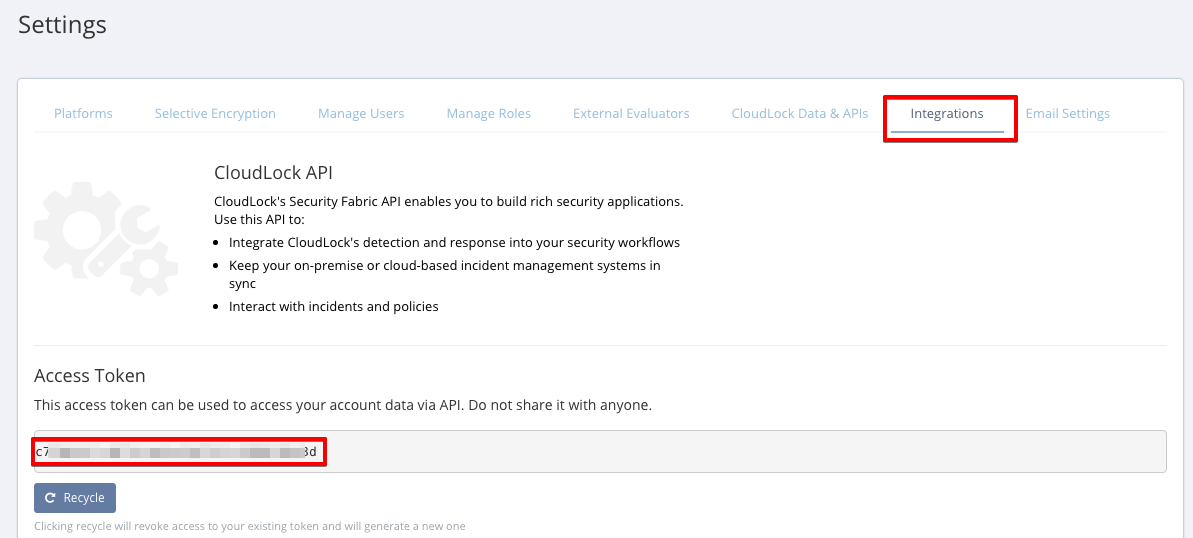 Settings
Platforms Selective Encryption Manage Users Manage Roles External Evaluators CloudLock Data & APIs Integrations Email Settings
CloudLock API
CloudLock's Security Fabric API enables you to build rich security applications.
Use this API to:
• Integrate CloudLock's detection and response into your security workflows
• Keep your on-premise or cloud-based incident management systems in
sync
• Interact with incidents and policies
Access Token
This access token can be used to access your account data via API. Do not share it with anyone.
Recycle
Clicking recycle will revoke access to your existing token and will generate a new one